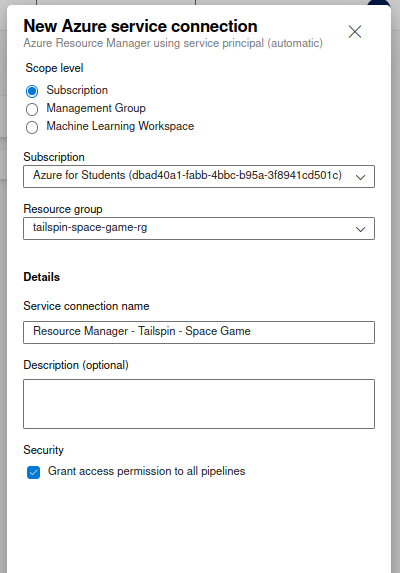 New Azure service connection
Azure Resource Manager using service principal (automatic)
Scope level
Subscription
Management Group
Machine Learning Workspace
Subscription
Azure for Students (dbad40a1-fabb-4bbc-b95a-3f8941cd501c)
Resource group
tailspin-space-game-rg
Details
Service connection name
Resource Manager - Tailspin - Space Game
Description (optional)
Security
Grant access permission to all pipelines